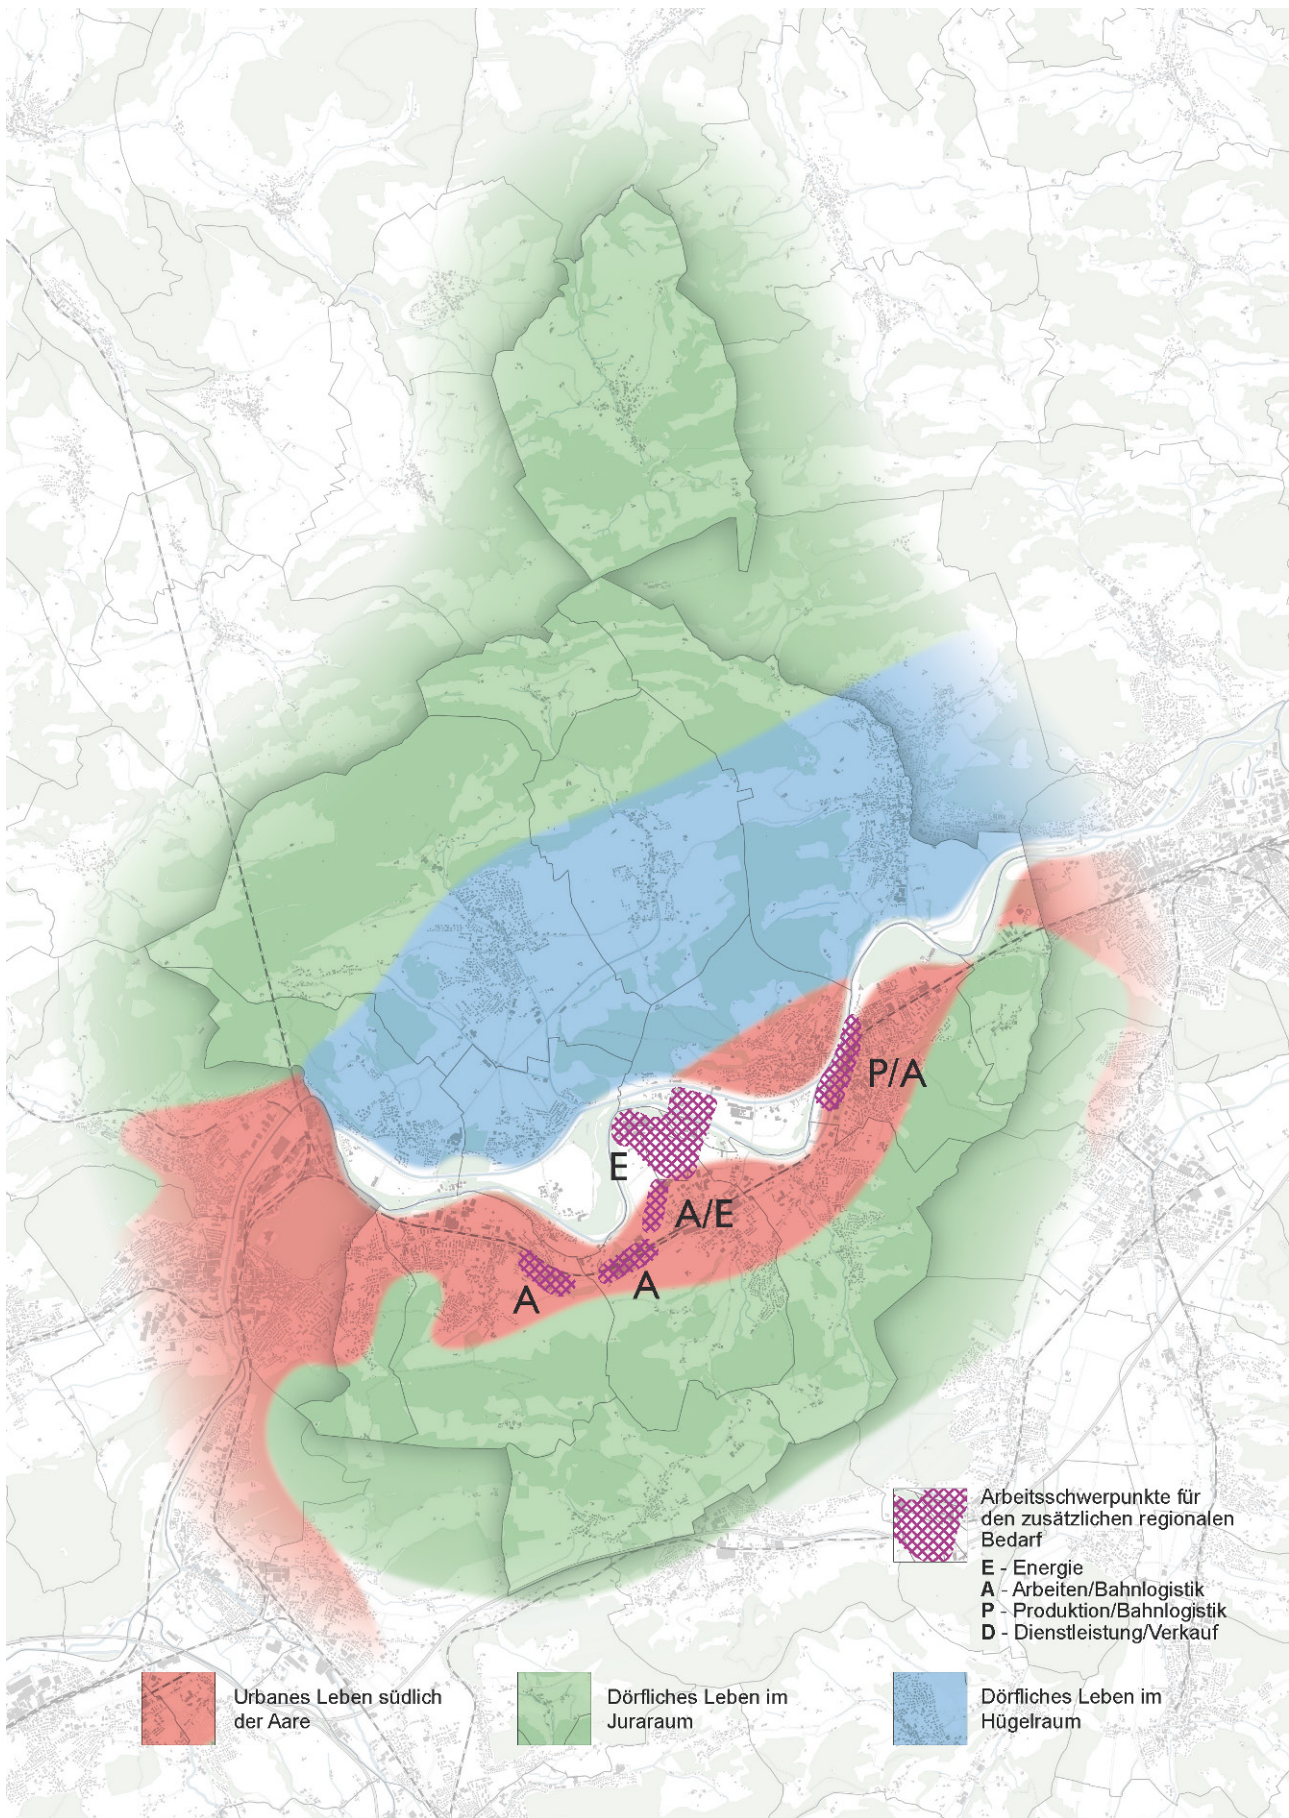 P/A
E
A/E
A
A
Arbeitsschwerpunkte für
den zusätzlichen regionalen
Bedarf
E - Energie
A - Arbeiten/Bahnlogistik
P - Produktion/Bahnlogistik
D - Dienstleistung/Verkauf
Urbanes Leben südlich
der Aare
Dörfliches Leben im
Juraraum
Dörfliches Leben im
Hügelraum